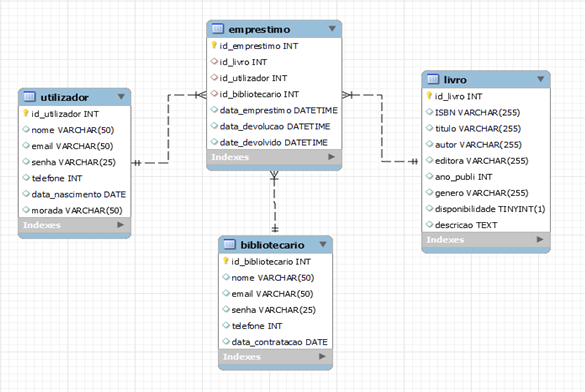 emprestimo
id_emprestimo INT
id_livro INT
id_utilizador INT
id_bibliotecario INT
data_emprestimo DATETIME
data_devolucao DATETIME
date_devolvido DATETIME
Indexes
utilizador
id_utilizador INT
nome VARCHAR(50)
email VARCHAR(50)
senha VARCHAR(25)
telefone INT
data_nascimento DATE
morada VARCHAR(50)
Indexes
livro
id_livro INT
ISBN VARCHAR(255)
titulo VARCHAR(255)
autor VARCHAR(255)
editora VARCHAR(255)
ano_publi INT
genero VARCHAR(255)
disponibilidade TINYINT(1)
descricao TEXT
Indexes
bibliotecario
id_bibliotecario INT
nome VARCHAR(50)
email VARCHAR(50)
senha VARCHAR(25)
telefone INT
data_contratacao DATE
Indexes